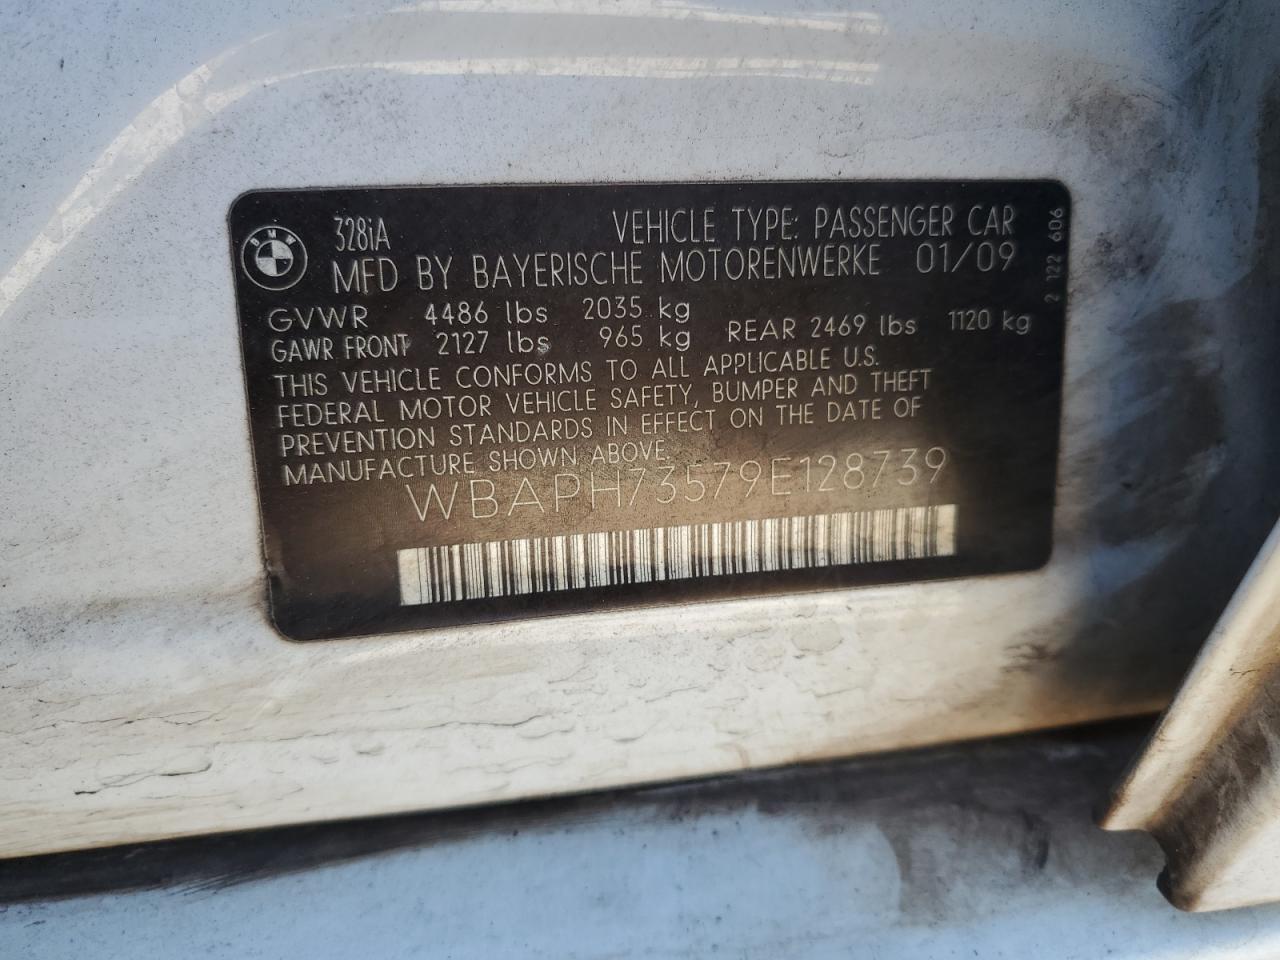 BMW
328iA VEHICLE TYPE: PASSENGER CAR
MFD BY BAYERISCHE MOTORENWERKE 01/09
GVWR 4486 lbs 2035 kg
GAWR FRONT 2127 lbs 965 kg REAR 2469 lbs 1120 kg
THIS VEHICLE CONFORMS TO ALL APPLICABLE U.S.
FEDERAL MOTOR VEHICLE SAFETY, BUMPER AND THEFT
PREVENTION STANDARDS IN EFFECT ON THE DATE OF
MANUFACTURE SHOWN ABOVE.
WBAPH73579E128739
2 122 606